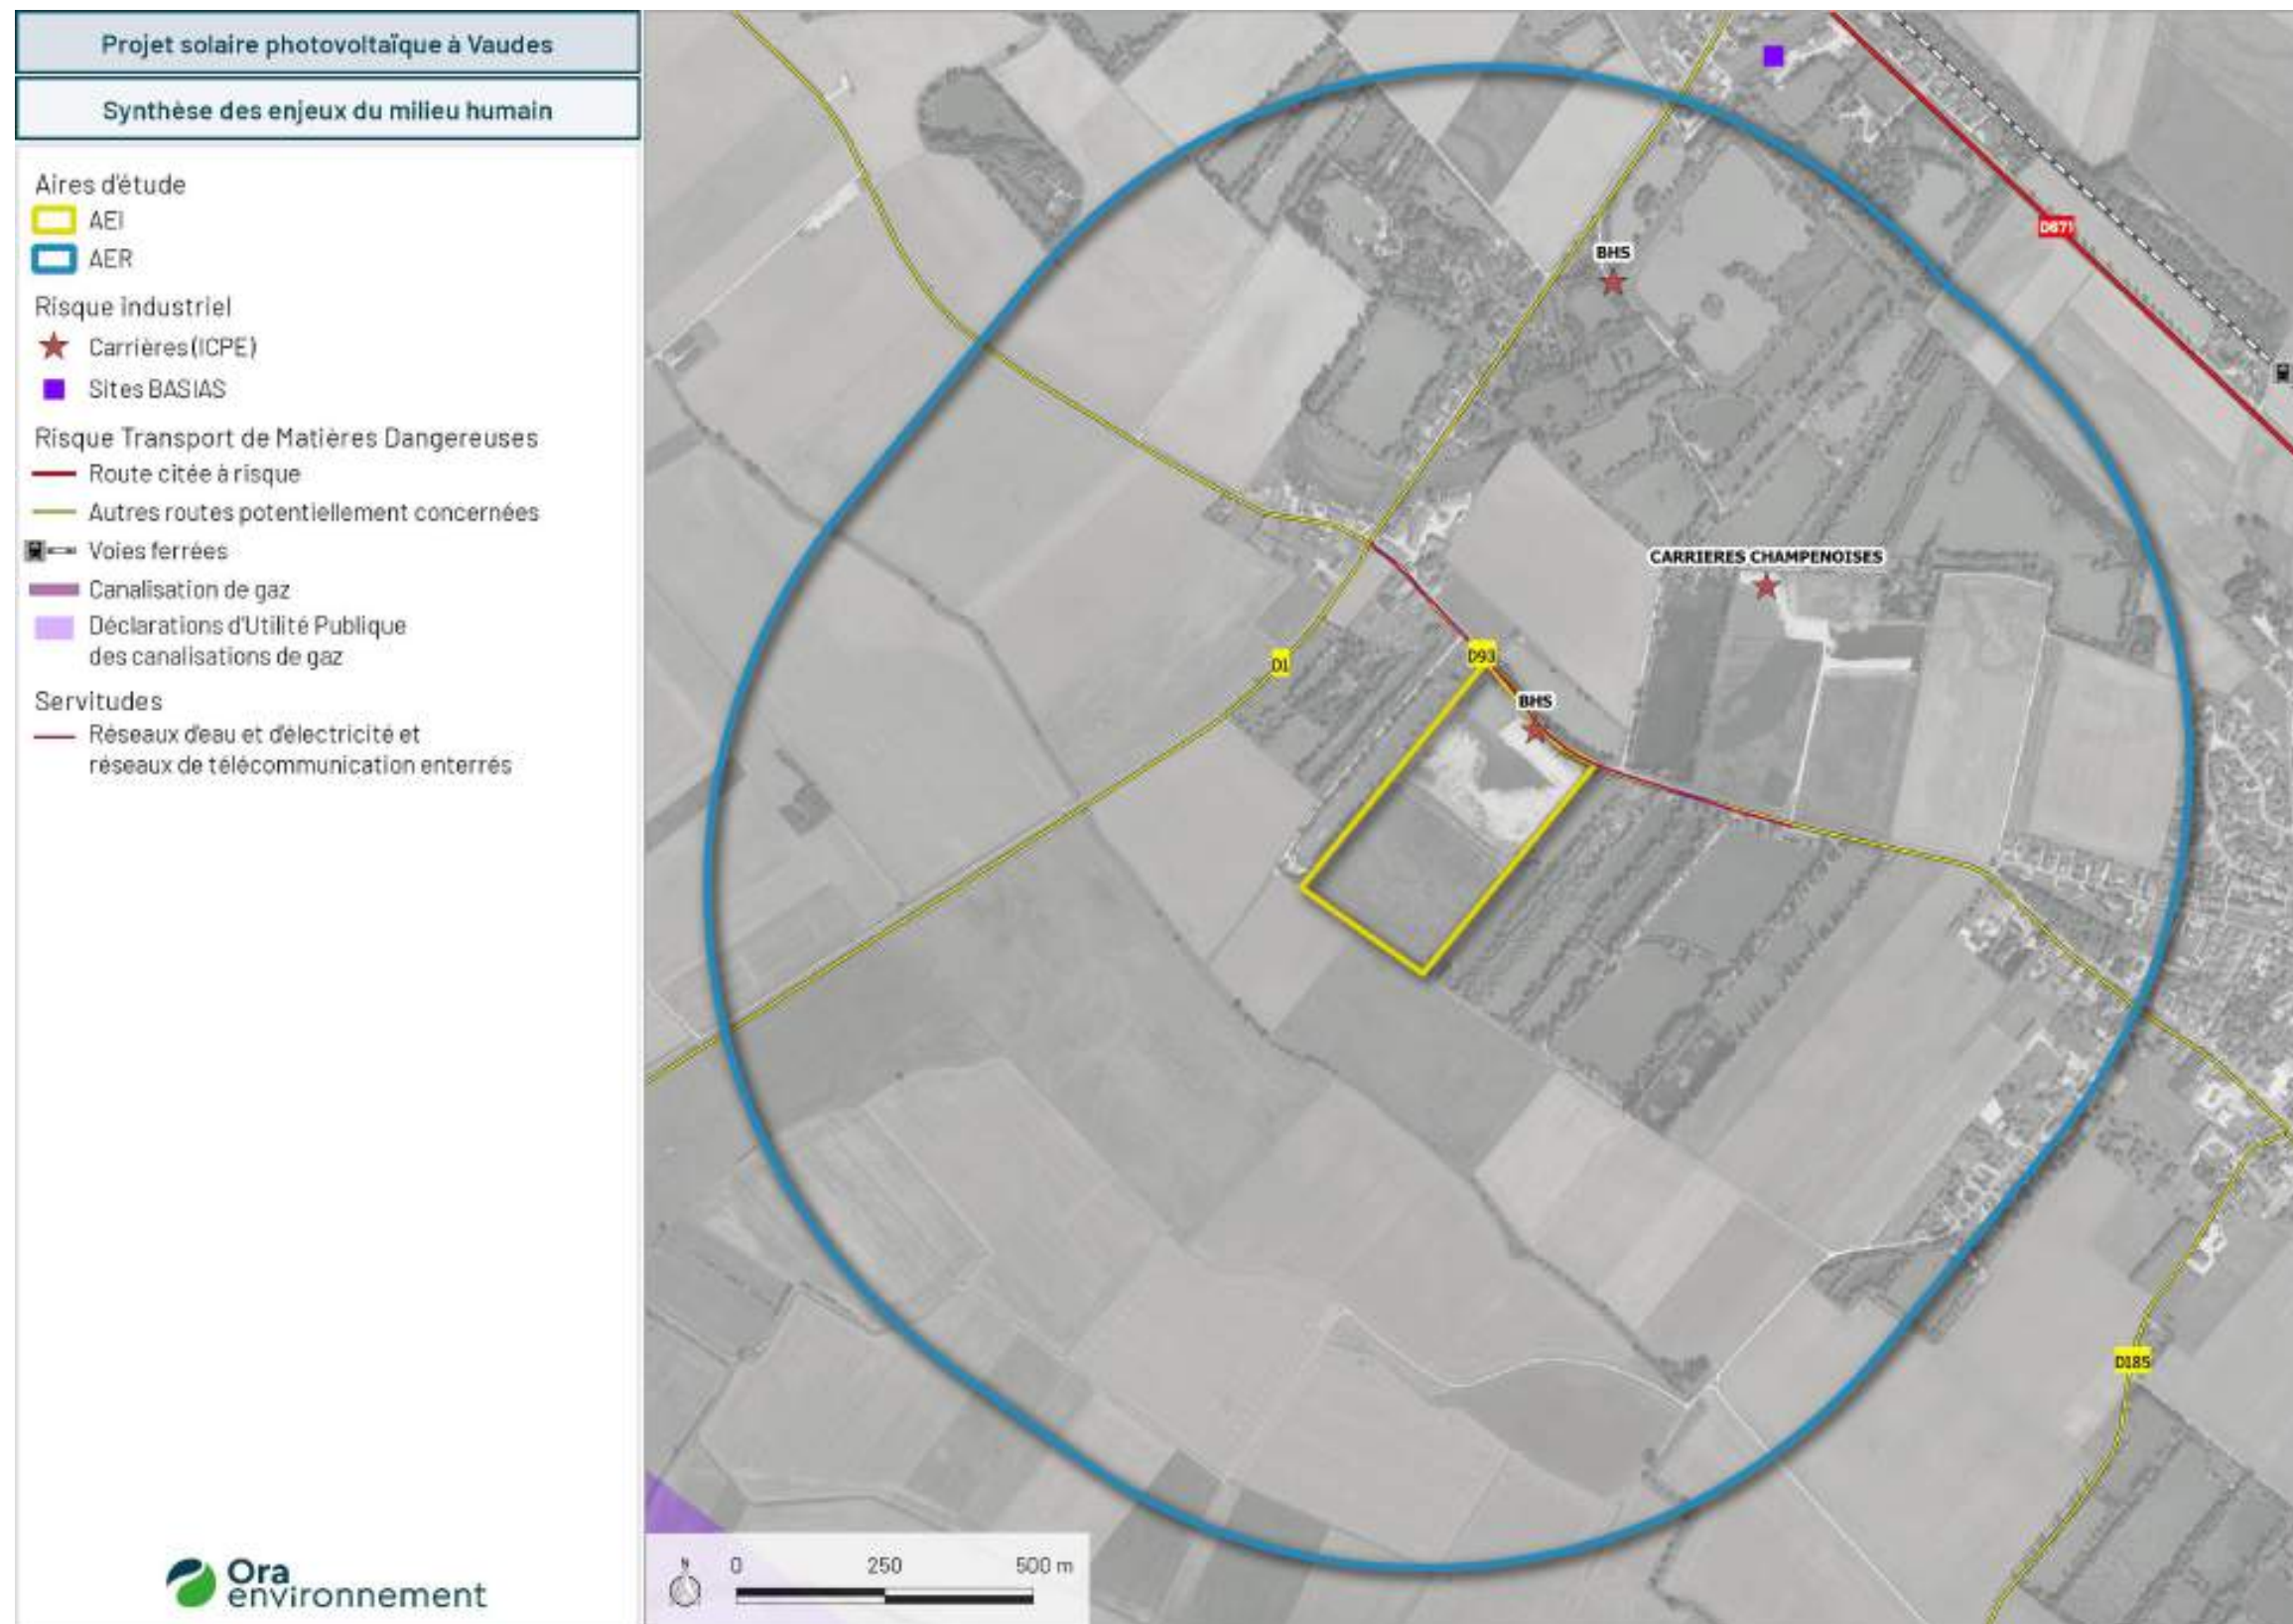 Projet solaire photovoltaïque à Vaudes
Synthèse des enjeux du milieu humain
Aires d'étude
AEI
AER
Risque industriel
Carrières (ICPE)
Sites BASIAS
Risque Transport de Matières Dangereuses
Route citée à risque
Autres routes potentiellement concernées
Voies ferrées
Canalisation de gaz
Déclarations d'Utilité Publique
des canalisations de gaz
Servitudes
Réseaux d'eau et d'électricité et
réseaux de télécommunication enterrés
Ora
environnement
D671
BHS
CARRIERES CHAMPENOISES
D1
D93
BHS
D185
N
0 250 500 m